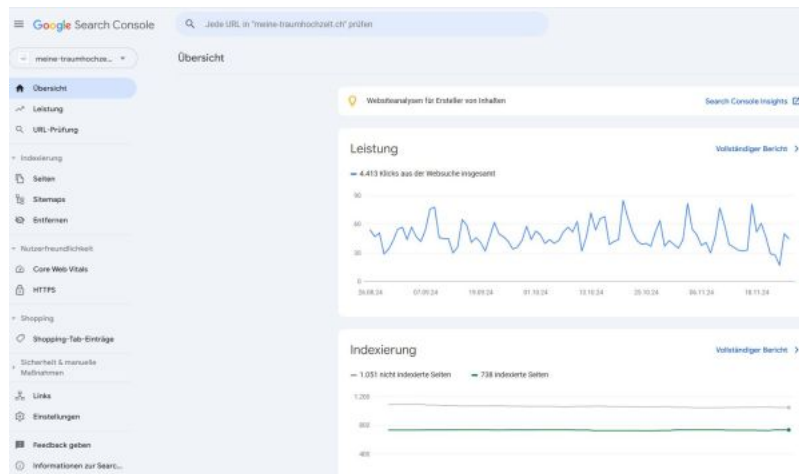 Google Search Console
Jede URL in "meine-traumhochzeit.ch" prüfen
meine-traumhochze...
Übersicht
Übersicht
Leistung
URL-Prüfung
Indexierung
Seiten
Sitemaps
Entfernen
Nutzerfreundlichkeit
Core Web Vitals
HTTPS
Shopping
Shopping-Tab-Einträge
Sicherheit & manuelle
Maßnahmen
Links
Einstellungen
Feedback geben
Informationen zur Searc...
Websiteanalysen für Ersteller von Inhalten
Search Console Insights
Leistung
Vollständiger Bericht
4.413 Klicks aus der Websuche insgesamt
90
60
30
0
26.08.24 07.09.24 19.09.24 01.10.24 13.10.24 25.10.24 06.11.24 18.11.24
Indexierung
Vollständiger Bericht
1.051 nicht indexierte Seiten 738 indexierte Seiten
1.200
800
400